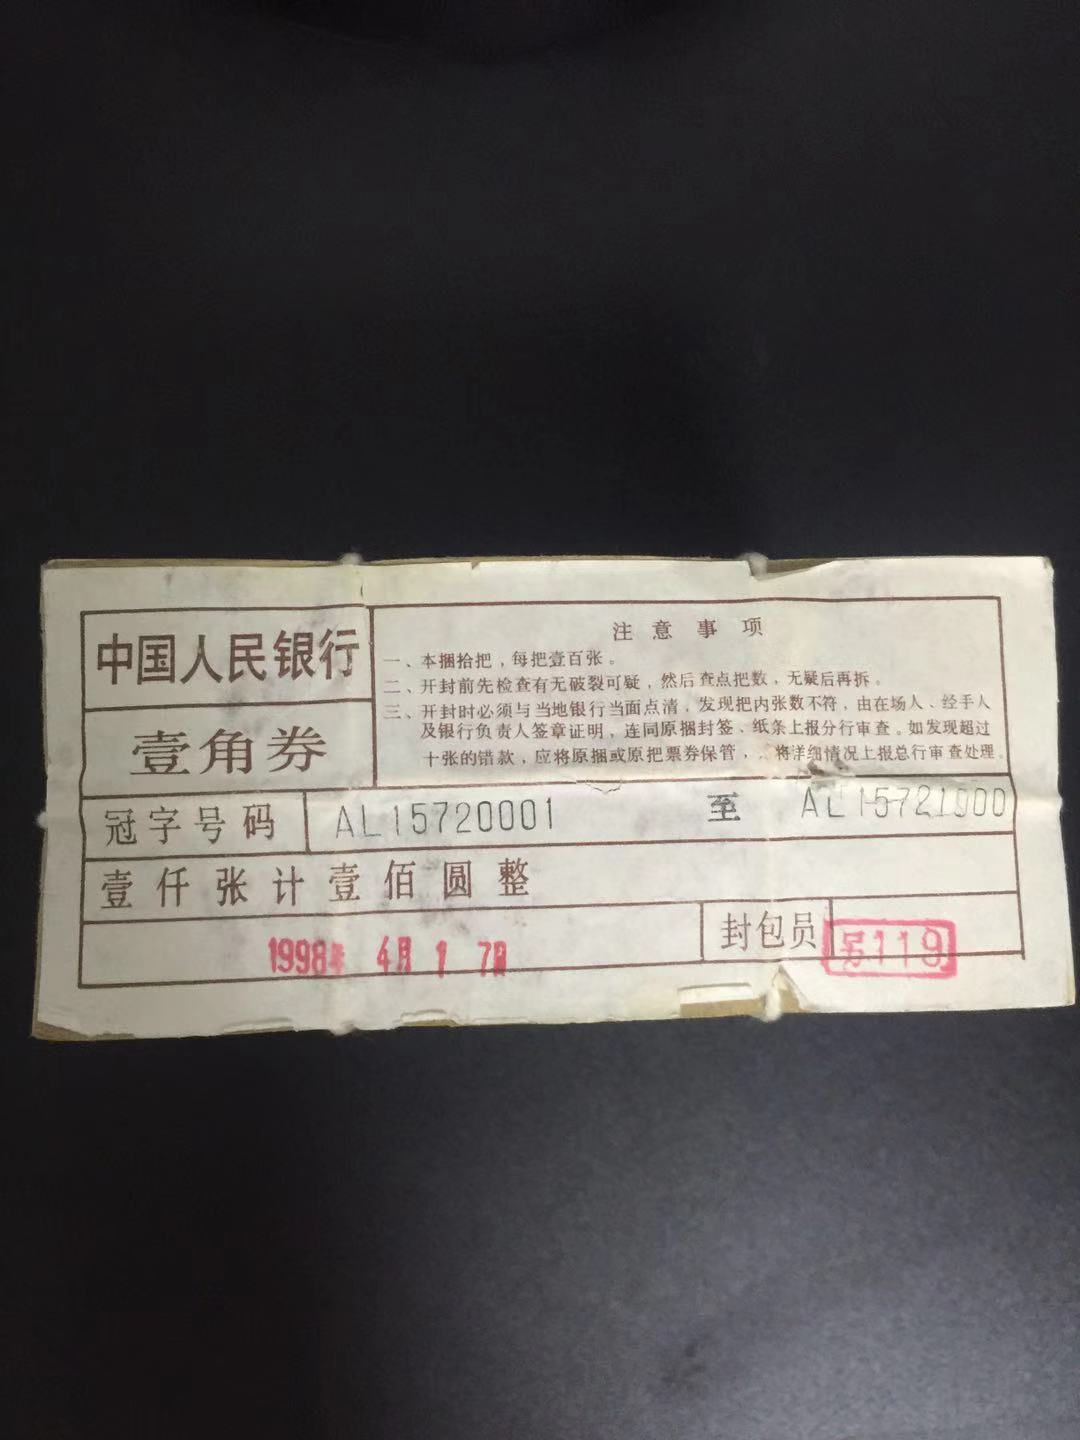 中国人民银行
壹角券
注意事项
一、本捆拾把，每把壹百张。
二、开封前先检查有无破裂可疑，然后查点把数，无疑后再拆。
三、开封时必须与当地银行当面点清，发现把内张数不符，由在场人、经手人
及银行负责人签章证明，连同原捆封签、纸条上报分行审查。如发现超过
十张的错款，应将原捆或原把票券保管，将详细情况上报总行审查处理。
冠字号码 AL15720001 至 AL15721000
壹仟张计壹佰圆整
1998年 4月 1 7日 封包员 号119